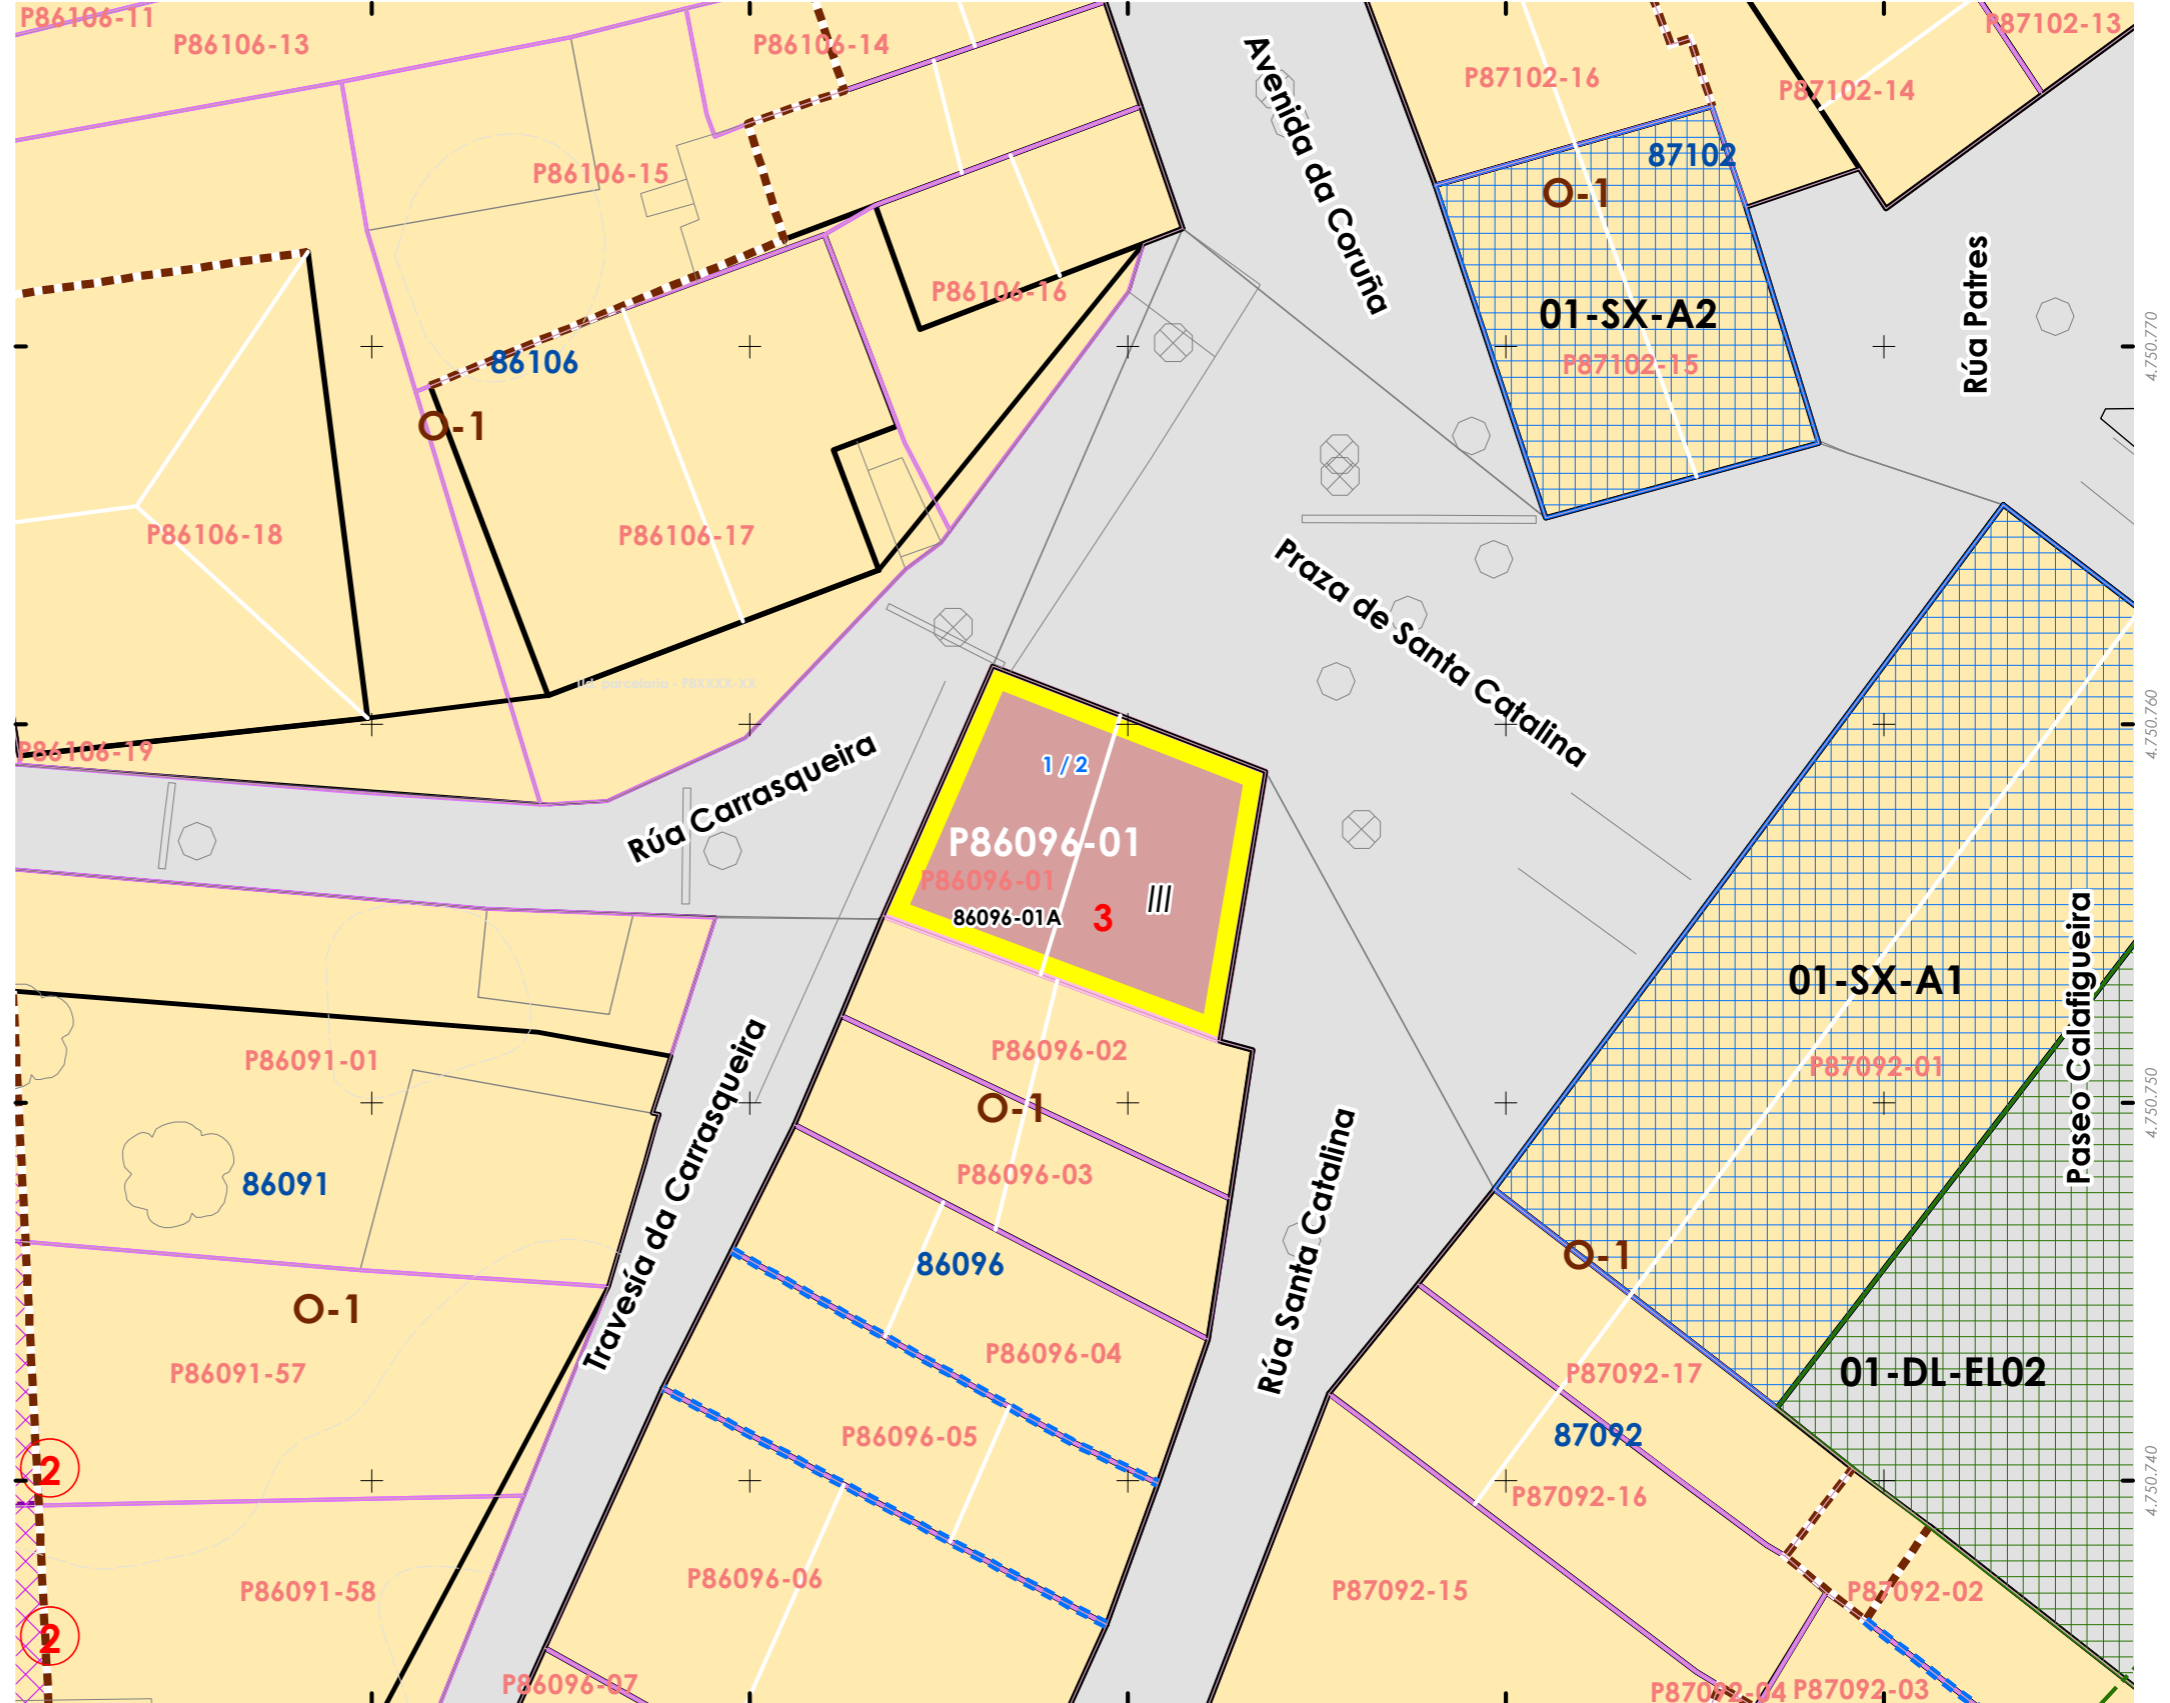 P86106-11
P86106-13
P86106-14
P86106-15
P86106-16
86106
O-1
P86106-17
P86106-18
P86106-19
Ud. parcelaria - P8XXXX-XX
Avenida da Coruña
P87102-16
P87102-14
P87102-13
87102
O-1
01-SX-A2
P87102-15
Rúa Patres
4.750.770
Praza de Santa Catalina
4.750.760
Rúa Carrasqueira
1 / 2
P86096-01
P86096-01
86096-01A
3
III
P86096-02
O-1
P86096-03
86096
P86096-04
P86096-05
P86096-06
P86096-07
P86091-01
86091
O-1
P86091-57
P86091-58
2
2
Travesía da Carrasqueira
Rúa Santa Catalina
01-SX-A1
P87092-01
Paseo Calafigueira
4.750.750
O-1
01-DL-EL02
P87092-17
87092
P87092-16
4.750.740
P87092-15
P87092-02
P87092-04
P87092-03